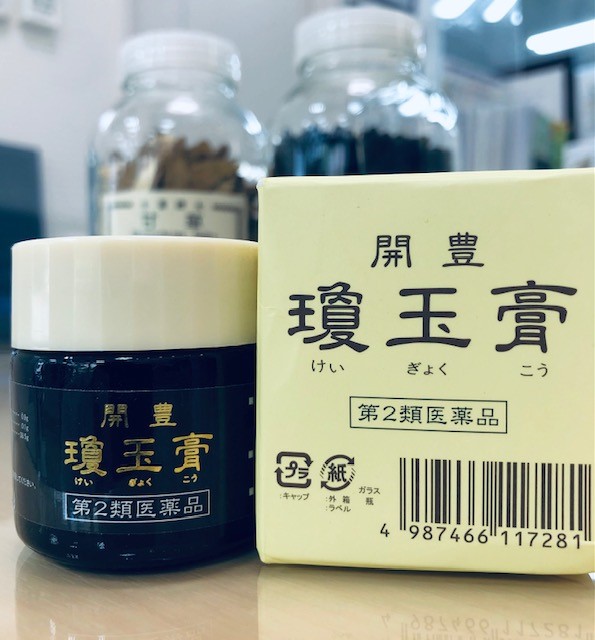 開豊
瓊玉膏
けい ぎょく こう
第2類医薬品
開豊
瓊玉膏
けい ぎょく こう
第2類医薬品
プラ
:キャップ
紙
:外箱
:ラベル
ガラス
瓶
4 987466 117281